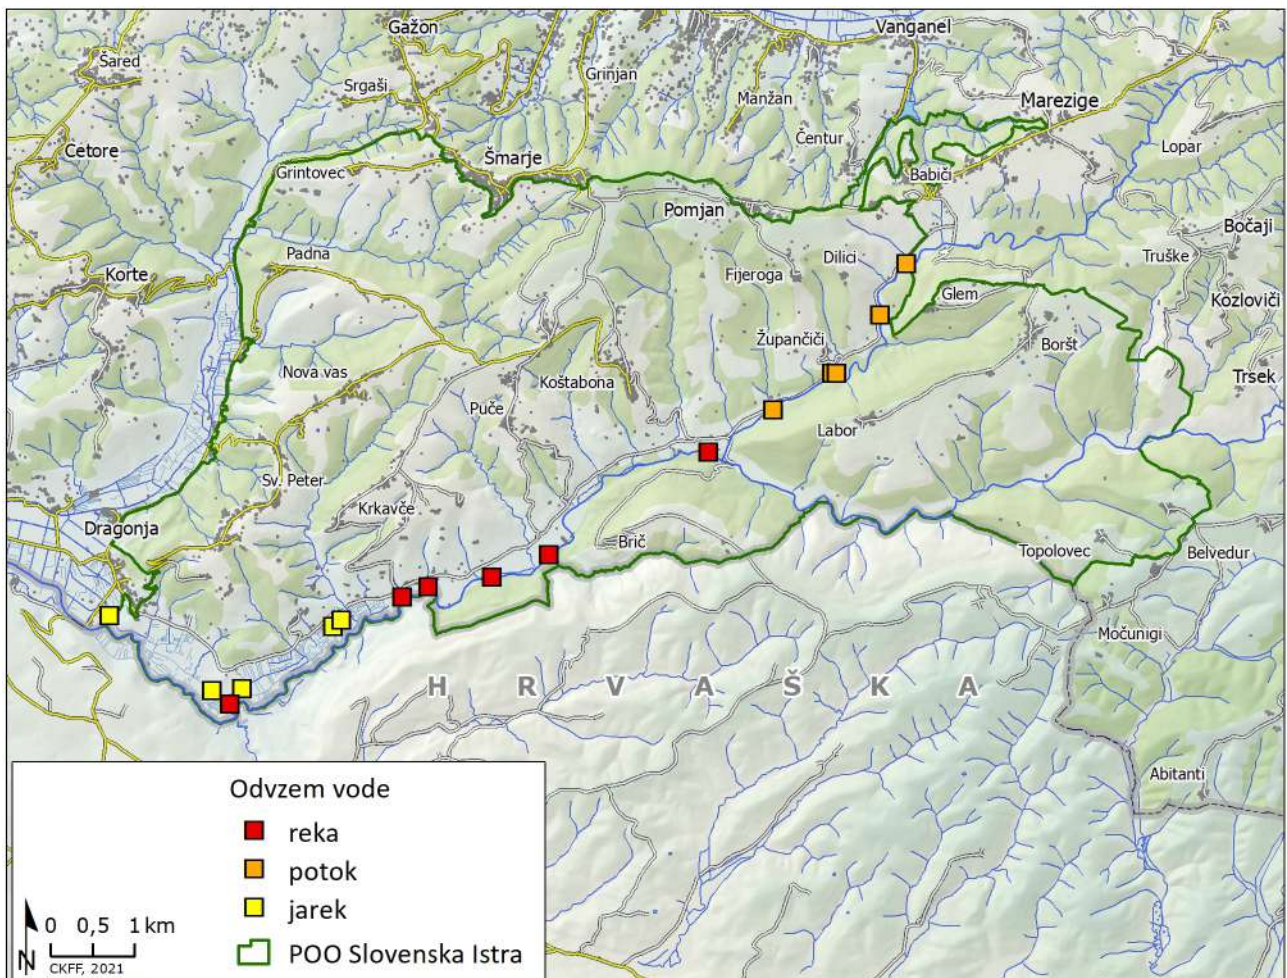 Gažon
Vanganel
Šared
Srgaši
Grinjan
Manžan
Marezige
Čentur
Cetore
Šmarje
Lopar
Grintovec
Babiči
Pomjan
Bočaji
Padna
Dilici
Truške
Korte
Fijeroga
Glem
Kozloviči
Župančiči
Boršt
Nova vas
Koštabona
Trsek
Puče
Labor
Sv. Peter
Krkavče
Dragonja
Brič
Topolovec
Belvedur
Močunigi
H R V A Š K A
Abitanti
Odvzem vode
reka
potok
jarek
POO Slovenska Istra
0 0,5 1 km
N
CKFF, 2021